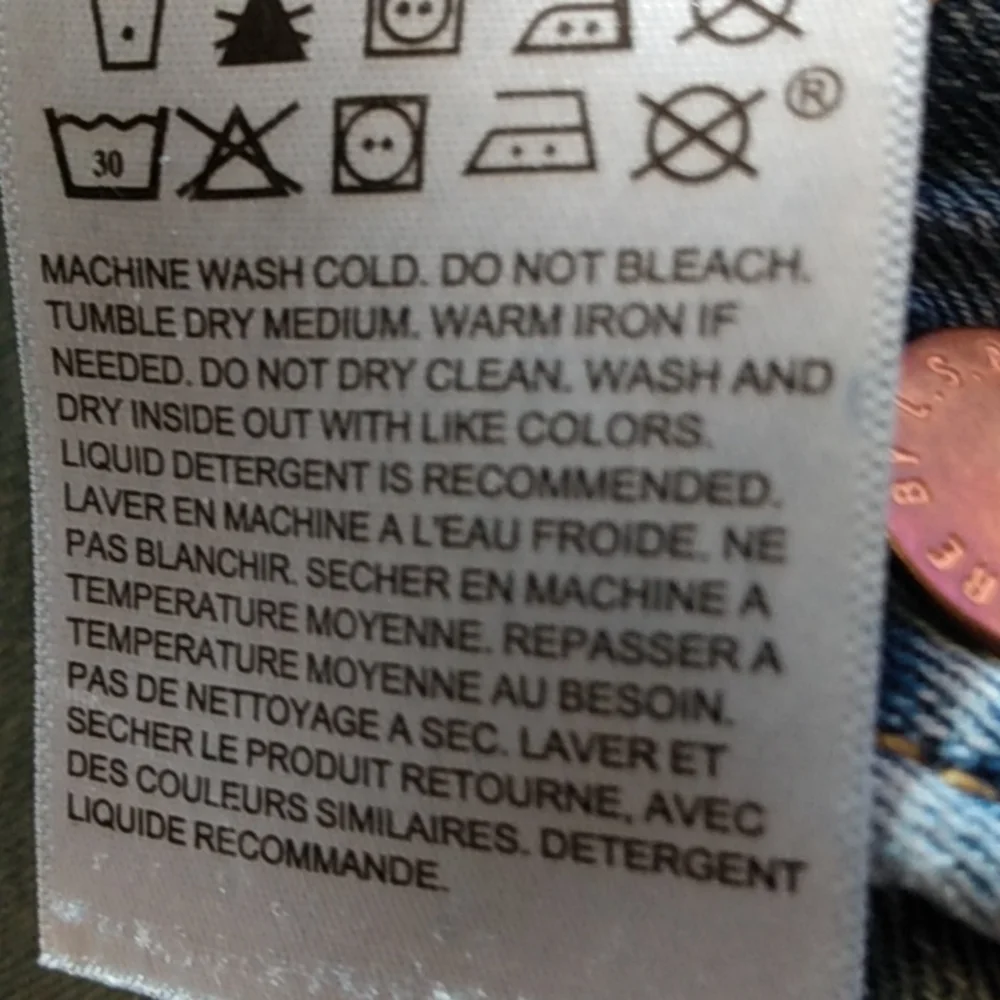 ®
30
MACHINE WASH COLD. DO NOT BLEACH.
TUMBLE DRY MEDIUM. WARM IRON IF
NEEDED. DO NOT DRY CLEAN. WASH AND
DRY INSIDE OUT WITH LIKE COLORS.
LIQUID DETERGENT IS RECOMMENDED.
LAVER EN MACHINE A L'EAU FROIDE. NE
PAS BLANCHIR. SECHER EN MACHINE A
TEMPERATURE MOYENNE. REPASSER A
TEMPERATURE MOYENNE AU BESOIN.
PAS DE NETTOYAGE A SEC. LAVER ET
SECHER LE PRODUIT RETOURNE, AVEC
DES COULEURS SIMILAIRES. DETERGENT
LIQUIDE RECOMMANDE.